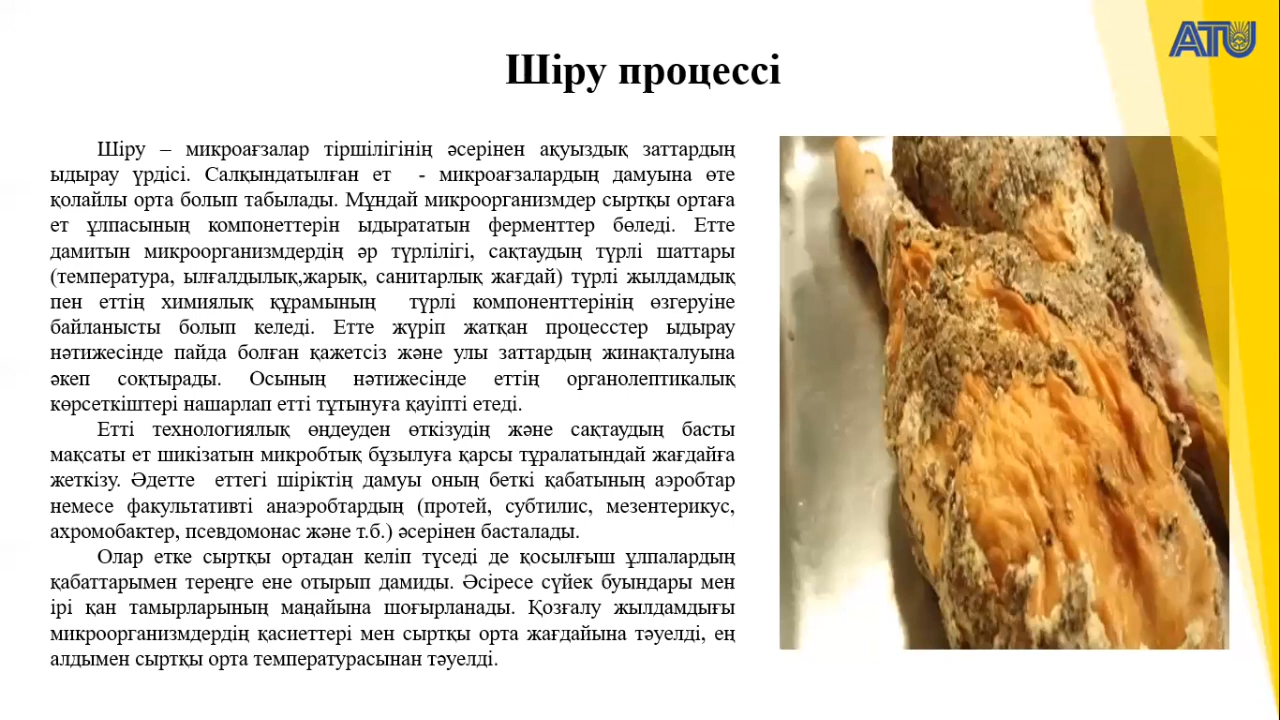 ATU
Шіру процессі
Шіру – микроағзалар тіршілігінің әсерінен ақуыздық заттардың
ыдырау үрдісі. Салқындатылған ет - микроағзалардың дамуына өте
қолайлы орта болып табылады. Мұндай микроорганизмдер сыртқы ортаға
ет ұлпасының компонеттерін ыдырататын ферменттер бөледі. Етте
дамитын микроорганизмдердің әр түрлілігі, сақтаудың түрлі шаттары
(температура, ылғалдылық,жарық, санитарлық жағдай) түрлі жылдамдық
пен еттің химиялық құрамының түрлі компоненттерінің өзгеруіне
байланысты болып келеді. Етте жүріп жатқан процесстер ыдырау
нәтижесінде пайда болған қажетсіз және улы заттардың жинақталуына
әкеп соқтырады. Осының нәтижесінде еттің органолептикалық
көрсеткіштері нашарлап етті тұтынуға қауіпті етеді.
Етті технологиялық өңдеуден өткізудің және сақтаудың басты
мақсаты ет шикізатын микробтық бұзылуға қарсы тұралатындай жағдайға
жеткізу. Әдетте еттегі шіріктің дамуы оның беткі қабатының аэробтар
немесе факультативті анаэробтардың (протей, субтилис, мезентерикус,
ахромобактер, псевдомонас және т.б.) әсерінен басталады.
Олар етке сыртқы ортадан келіп түседі де қосылғыш ұлпалардың
қабаттарымен тереңге ене отырып дамиды. Әсіресе сүйек буындары мен
ірі қан тамырларының маңайына шоғырланады. Қозғалу жылдамдығы
микроорганизмдердің қасиеттері мен сыртқы орта жағдайына тәуелді, ең
алдымен сыртқы орта температурасынан тәуелді.